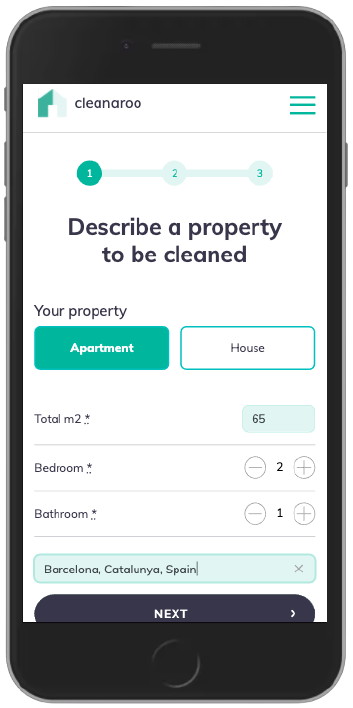 cleanaroo
1 2 3
Describe a property
to be cleaned
Your property
Apartment House
Total m2 * 65
Bedroom * 2
Bathroom * 1
Barcelona, Catalunya, Spain
NEXT